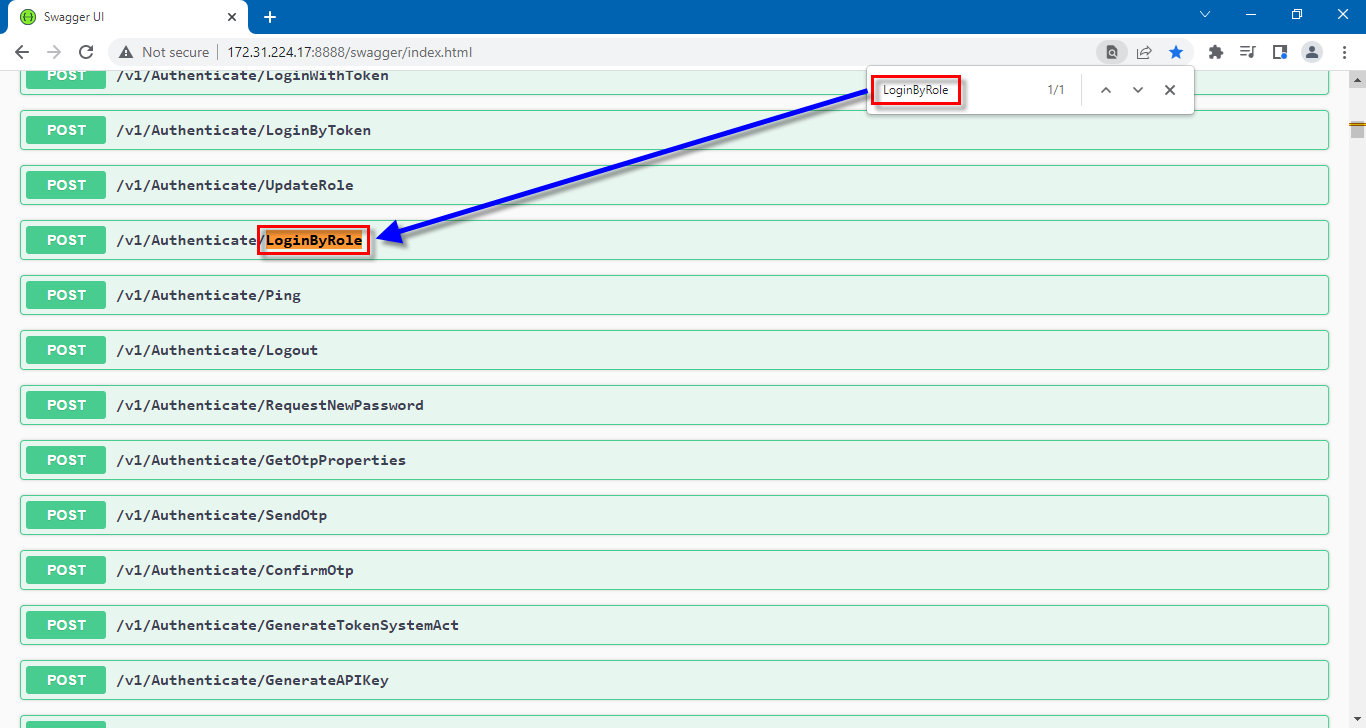 Swagger UI
Not secure
172.31.224.17:8888/swagger/index.html
LoginByRole 1/1
POST /v1/Authenticate/LoginWithToken
POST /v1/Authenticate/LoginByToken
POST /v1/Authenticate/UpdateRole
POST /v1/Authenticate/LoginByRole
POST /v1/Authenticate/Ping
POST /v1/Authenticate/Logout
POST /v1/Authenticate/RequestNewPassword
POST /v1/Authenticate/GetOtpProperties
POST /v1/Authenticate/SendOtp
POST /v1/Authenticate/ConfirmOtp
POST /v1/Authenticate/GenerateTokenSystemAct
POST /v1/Authenticate/GenerateAPIKey